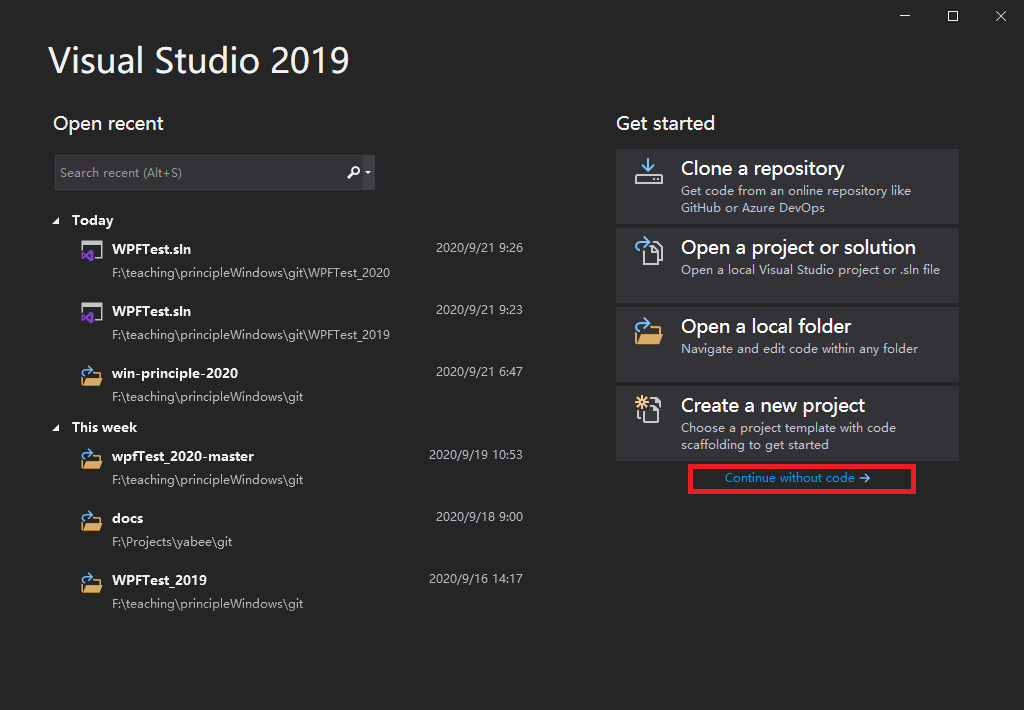 Visual Studio 2019
Open recent
Search recent (Alt+S)
Today
WPFTest.sln
2020/9/21 9:26
F:\teaching\principleWindows\git\WPFTest_2020
WPFTest.sln
2020/9/21 9:23
F:\teaching\principleWindows\git\WPFTest_2019
win-principle-2020
2020/9/21 6:47
F:\teaching\principleWindows\git
This week
wpfTest_2020-master
2020/9/19 10:53
F:\teaching\principleWindows\git
docs
2020/9/18 9:00
F:\Projects\yabee\git
WPFTest_2019
2020/9/16 14:17
F:\teaching\principleWindows\git
Get started
Clone a repository
Get code from an online repository like
GitHub or Azure DevOps
Open a project or solution
Open a local Visual Studio project or .sln file
Open a local folder
Navigate and edit code within any folder
Create a new project
Choose a project template with code
scaffolding to get started
Continue without code →